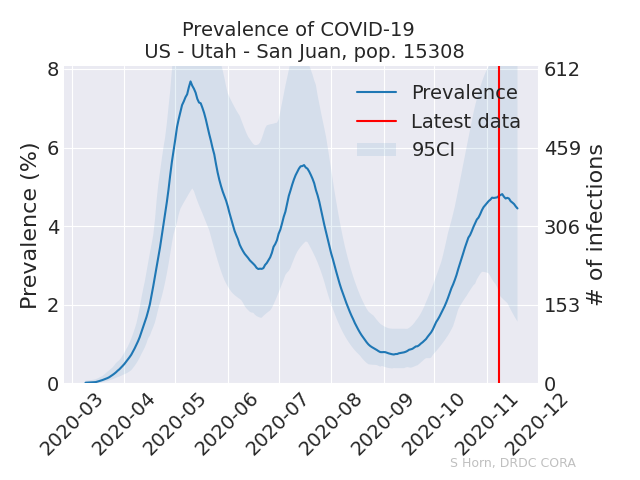 Prevalence of COVID-19
US - Utah - San Juan, pop. 15308
Prevalence (%)
8
6
4
2
0
612
459
306
153
0
# of infections
Prevalence
Latest data
95CI
2020-03
2020-04
2020-05
2020-06
2020-07
2020-08
2020-09
2020-10
2020-11
2020-12
S Horn, DRDC CORA